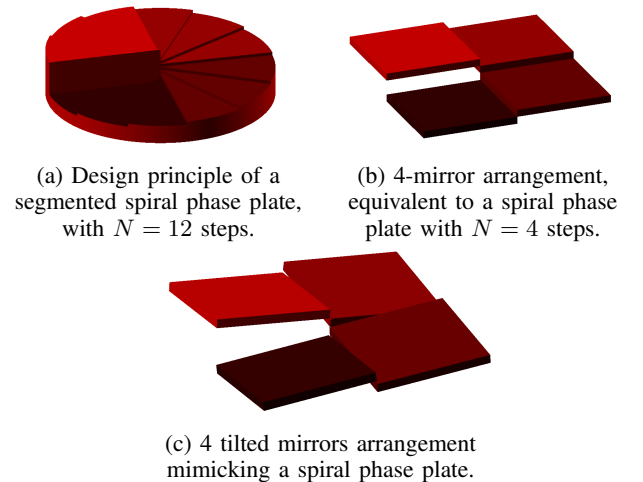 (a) Design principle of a
segmented spiral phase plate,
with N = 12 steps.
(b) 4-mirror arrangement,
equivalent to a spiral phase
plate with N = 4 steps.
(c) 4 tilted mirrors arrangement
mimicking a spiral phase plate.